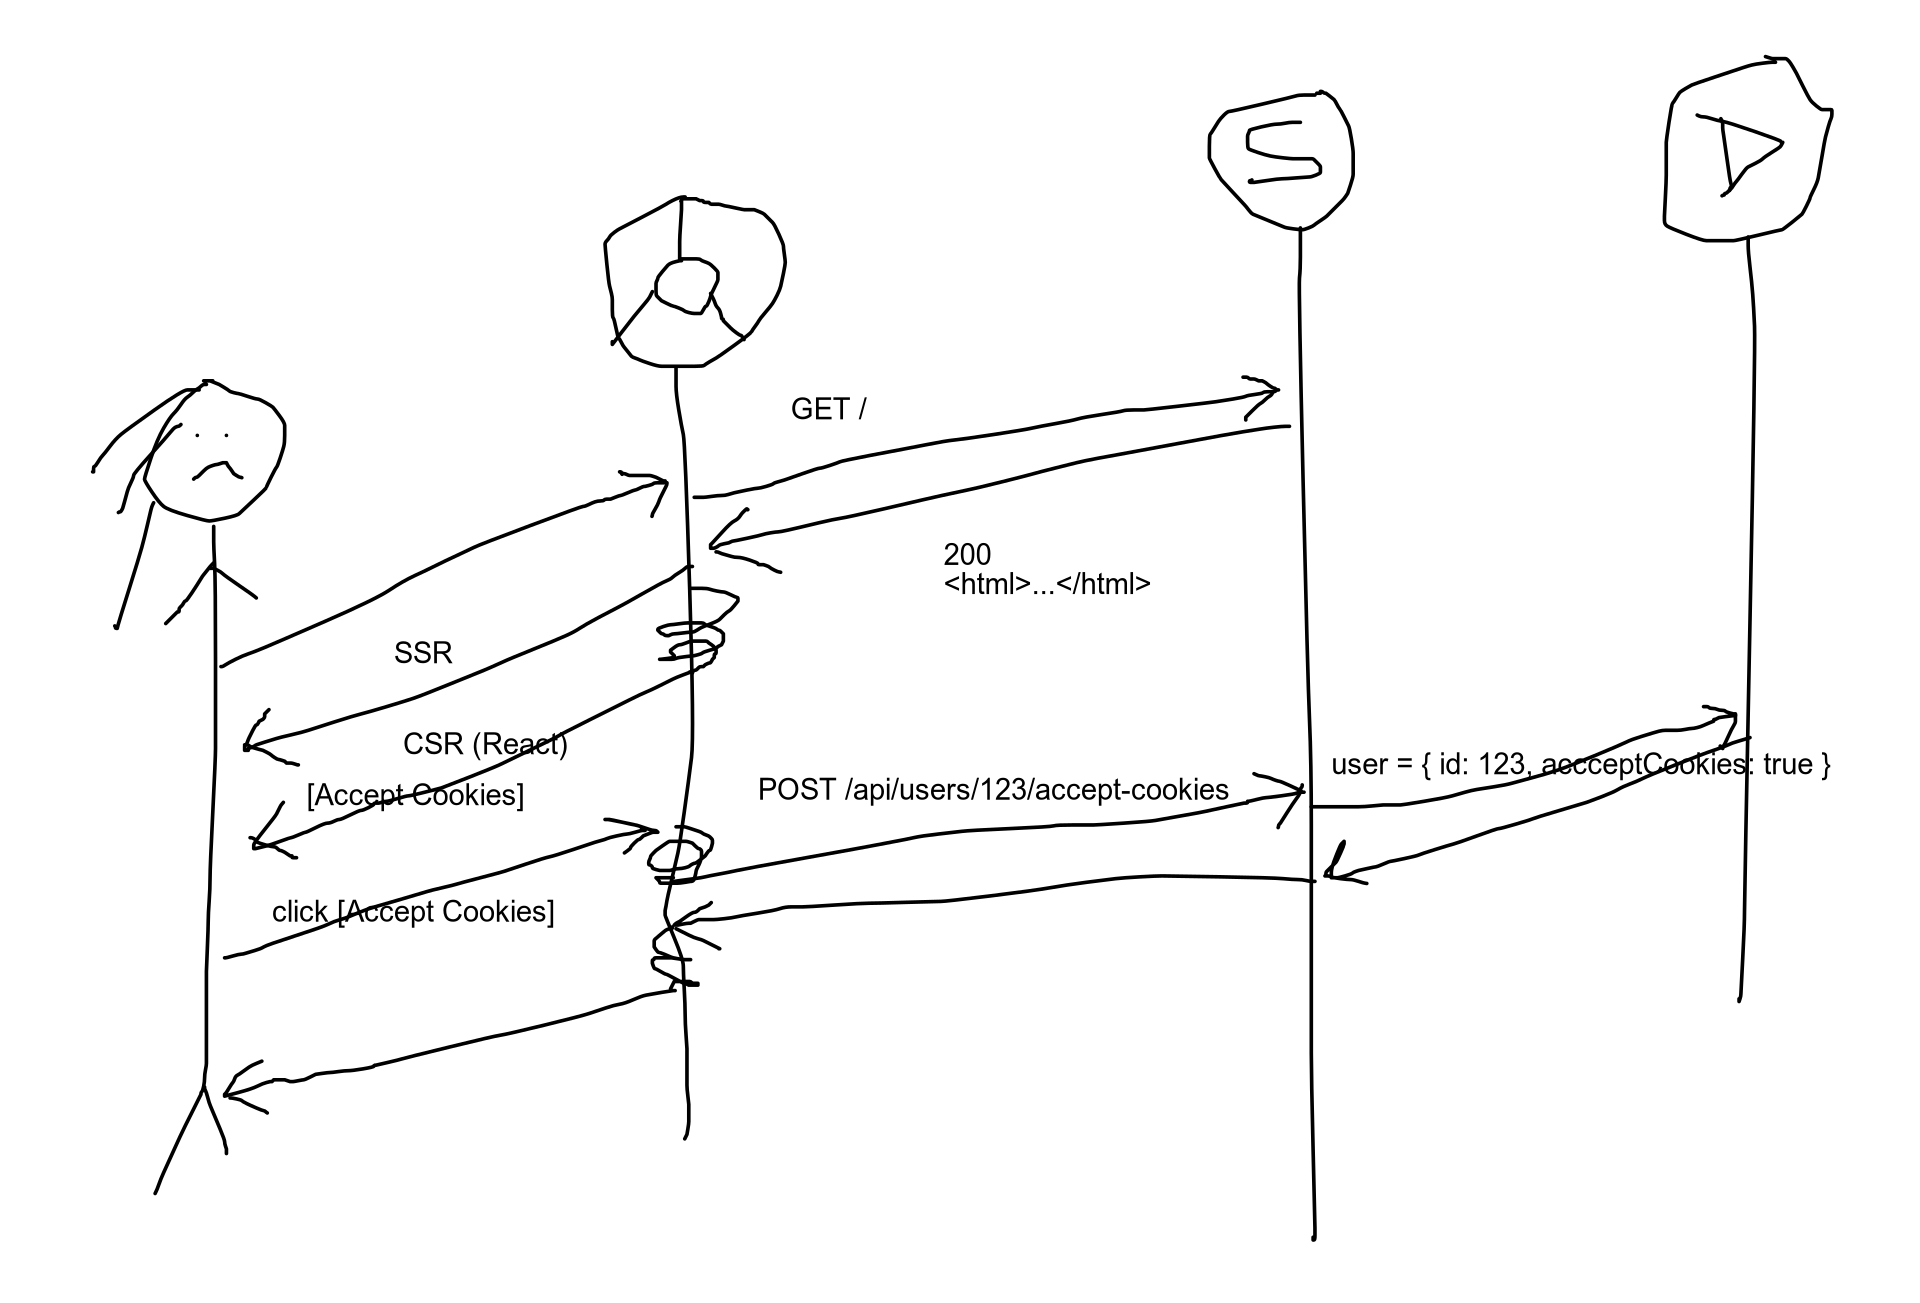 S
D
GET /
200
<html>...</html>
SSR
CSR (React)
[Accept Cookies]
POST /api/users/123/accept-cookies
user = { id: 123, accceptCookies: true }
click [Accept Cookies]